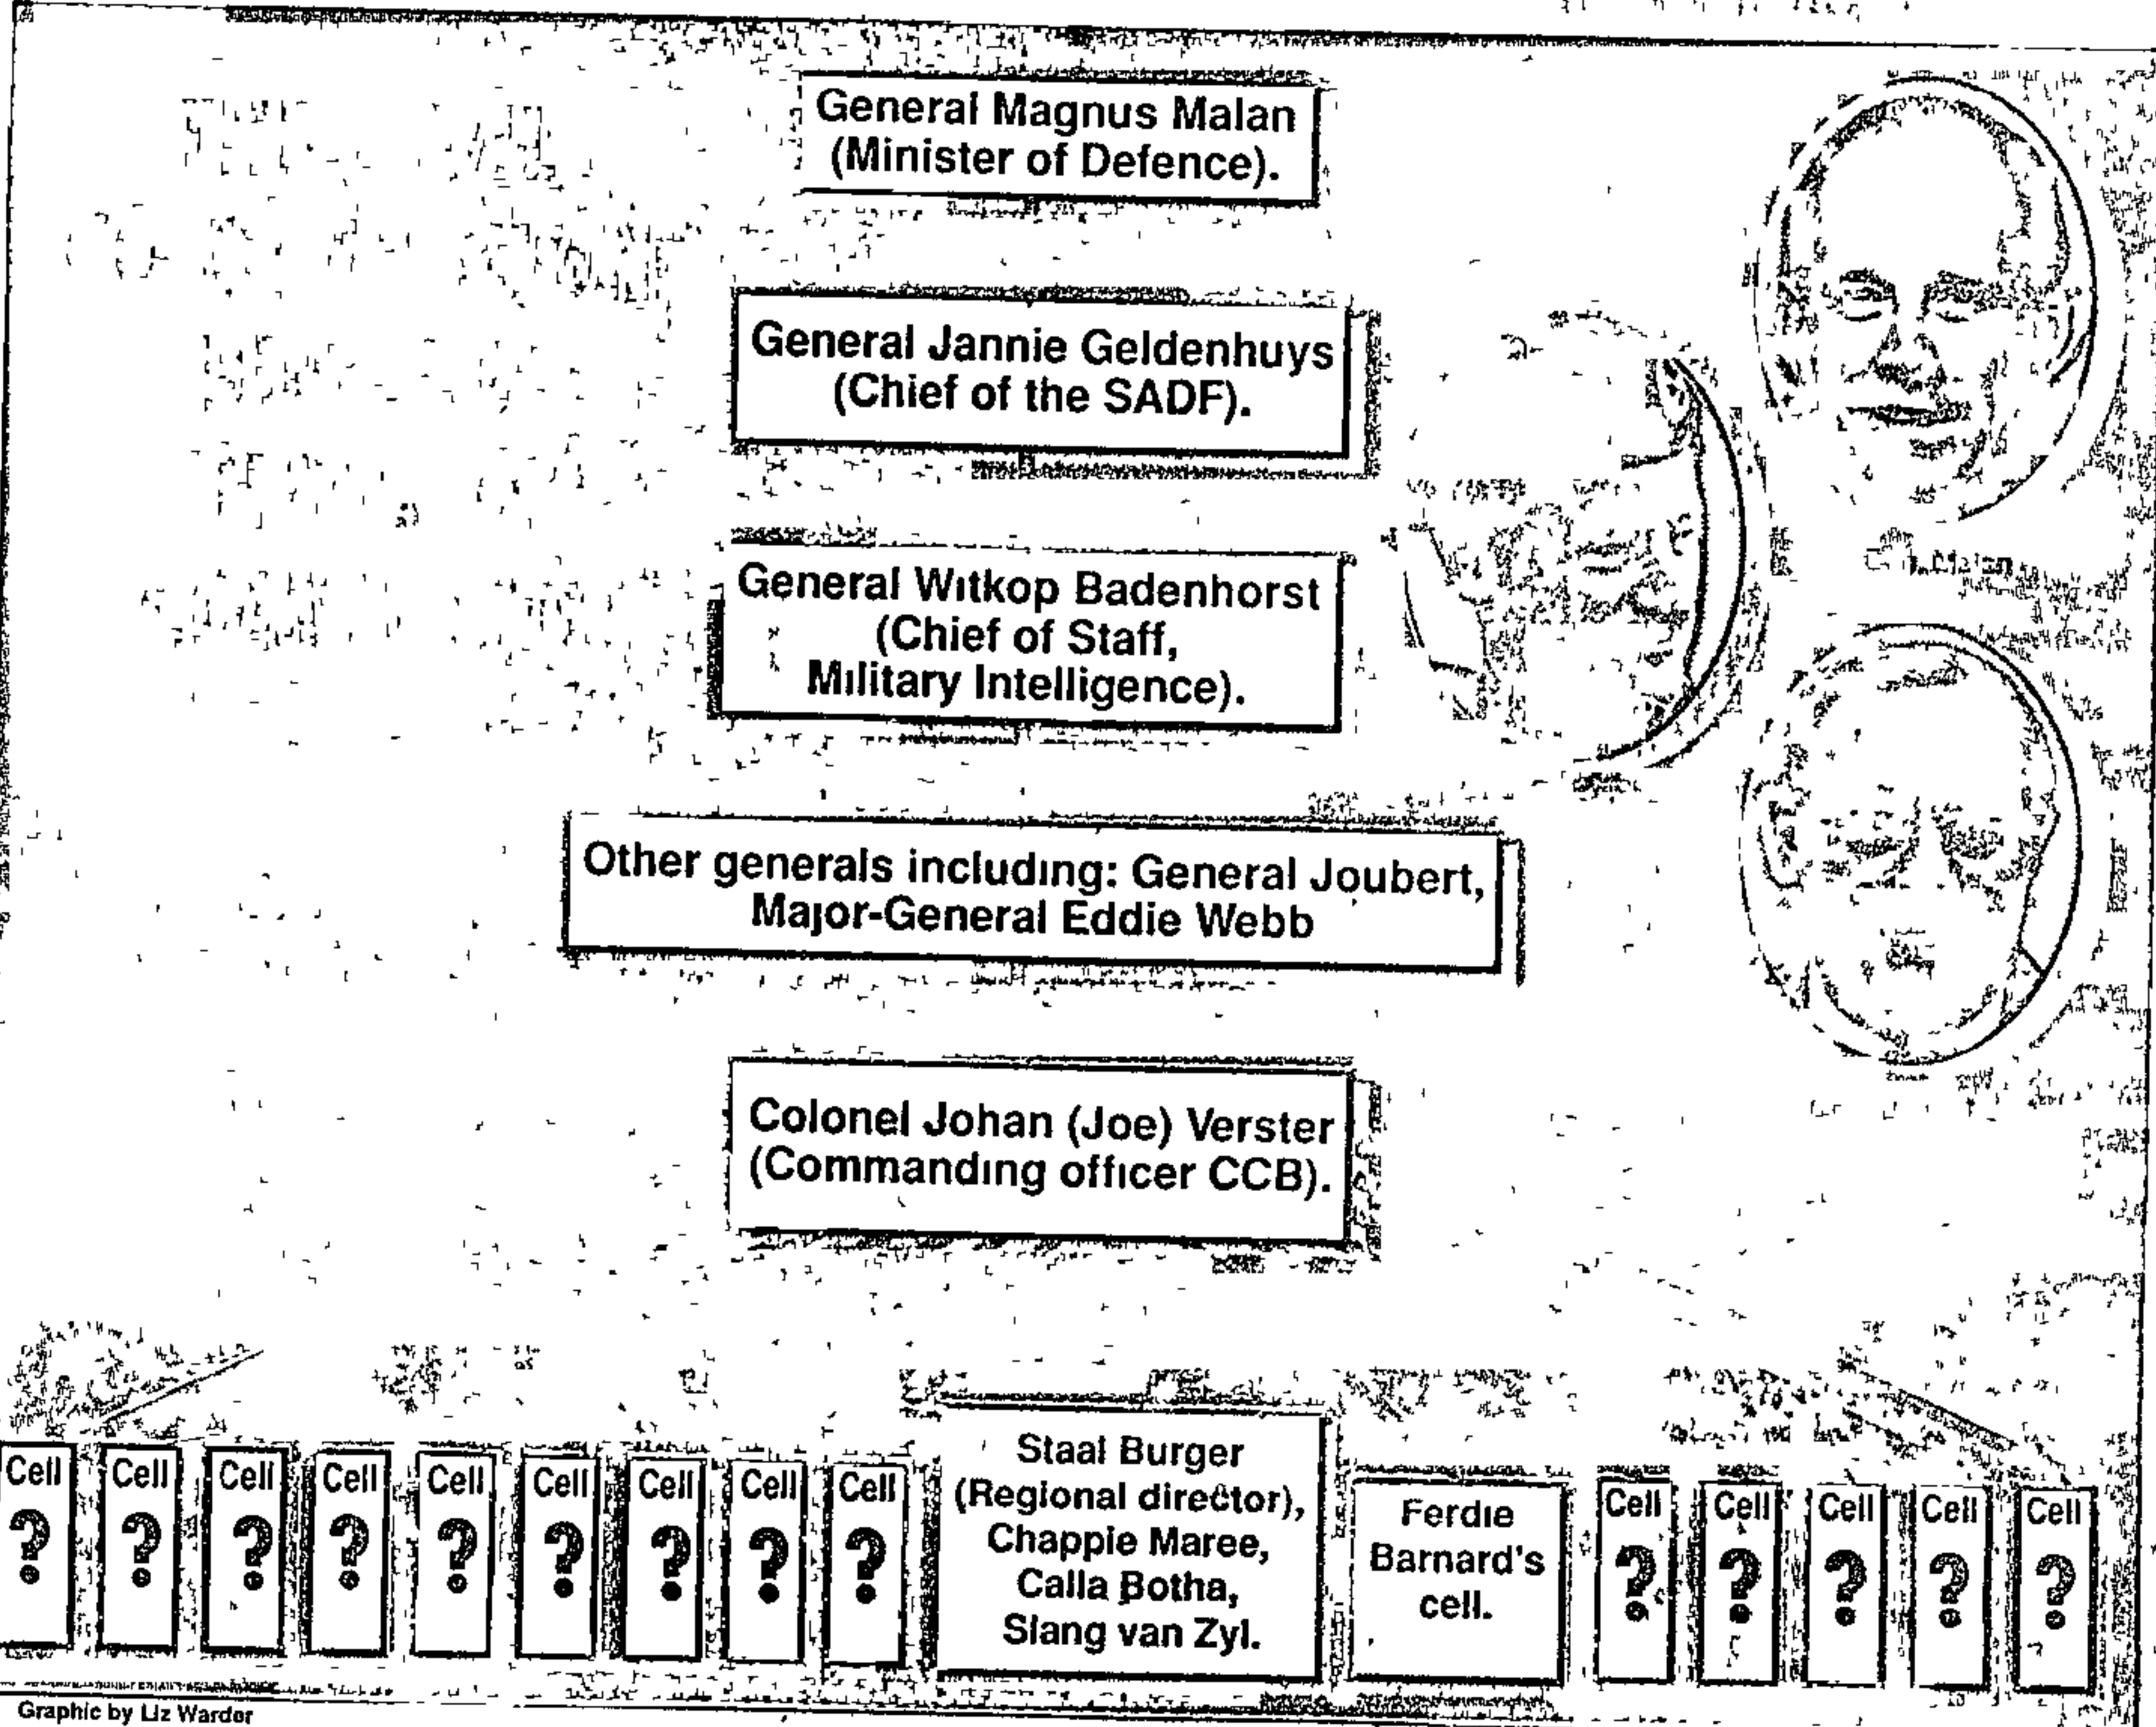 General Magnus Malan
(Minister of Defence).
General Jannie Geldenhuys
(Chief of the SADF).
General Witkop Badenhorst
(Chief of Staff,
Military Intelligence).
Malan
Other generals including: General Joubert,
Major-General Eddie Webb
Colonel Johan (Joe) Verster
(Commanding officer CCB).
Cell
?
Cell
?
Cell
?
Cell
?
Cell
?
Cell
?
Cell
?
Cell
?
Cell
?
Staal Burger
(Regional director),
Chappie Maree,
Calla Botha,
Slang van Zyl.
Ferdie
Barnard's
cell.
Cell
?
Cell
?
Cell
?
Cell
?
Cell
?
Graphic by Liz Warder